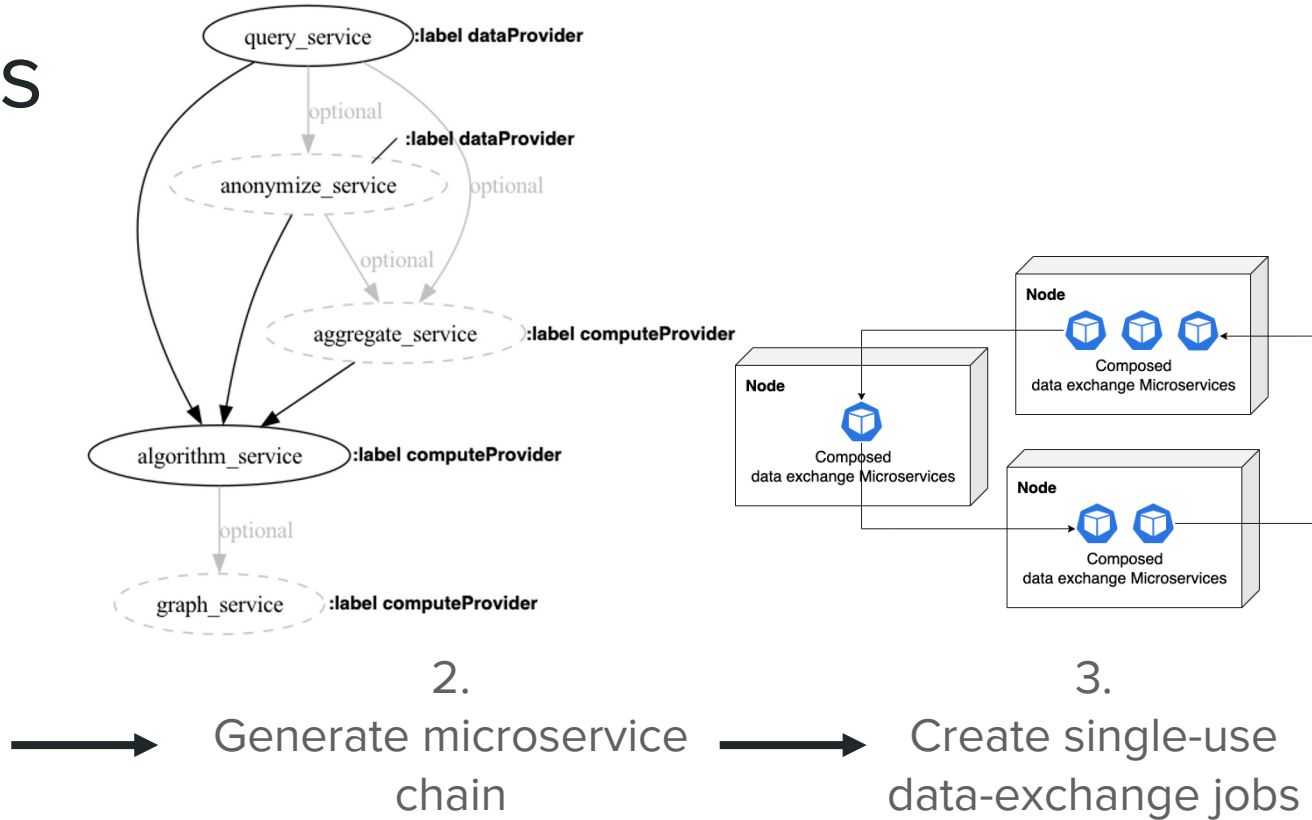 s
query_service
:label dataProvider
optional
:label dataProvider
anonymize_service
optional
optional
aggregate_service
:label computeProvider
algorithm_service
:label computeProvider
optional
graph_service
:label computeProvider
Node
Composed
data exchange Microservices
Node
Composed
data exchange Microservices
Node
Composed
data exchange Microservices
2.
Generate microservice
chain
3.
Create single-use
data-exchange jobs